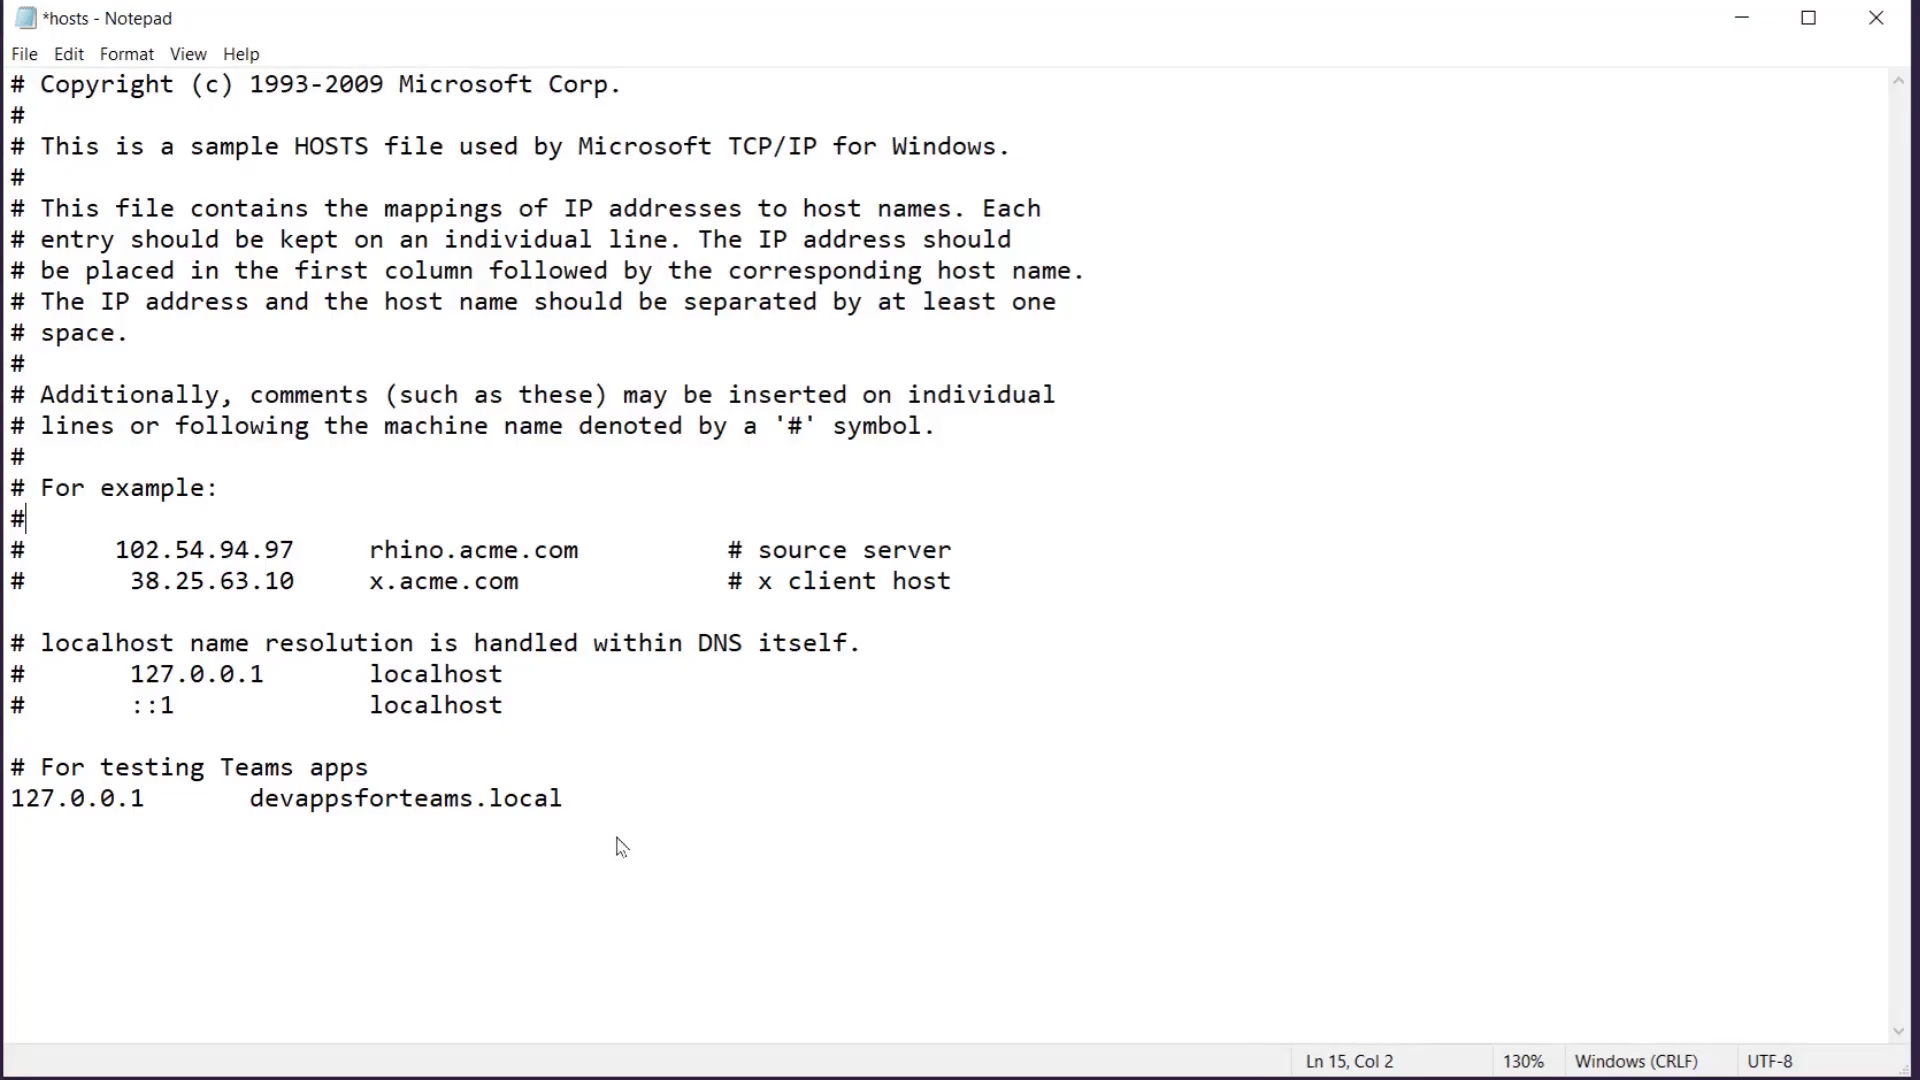 *hosts - Notepad
File Edit Format View Help
# Copyright (c) 1993-2009 Microsoft Corp.
#
# This is a sample HOSTS file used by Microsoft TCP/IP for Windows.
#
# This file contains the mappings of IP addresses to host names. Each
# entry should be kept on an individual line. The IP address should
# be placed in the first column followed by the corresponding host name.
# The IP address and the host name should be separated by at least one
# space.
#
# Additionally, comments (such as these) may be inserted on individual
# lines or following the machine name denoted by a '#' symbol.
#
# For example:
#
#      102.54.94.97     rhino.acme.com          # source server
#       38.25.63.10     x.acme.com              # x client host

# localhost name resolution is handled within DNS itself.
#       127.0.0.1       localhost
#       ::1             localhost

# For testing Teams apps
127.0.0.1       devappsforteams.local
Ln 15, Col 2 130% Windows (CRLF) UTF-8